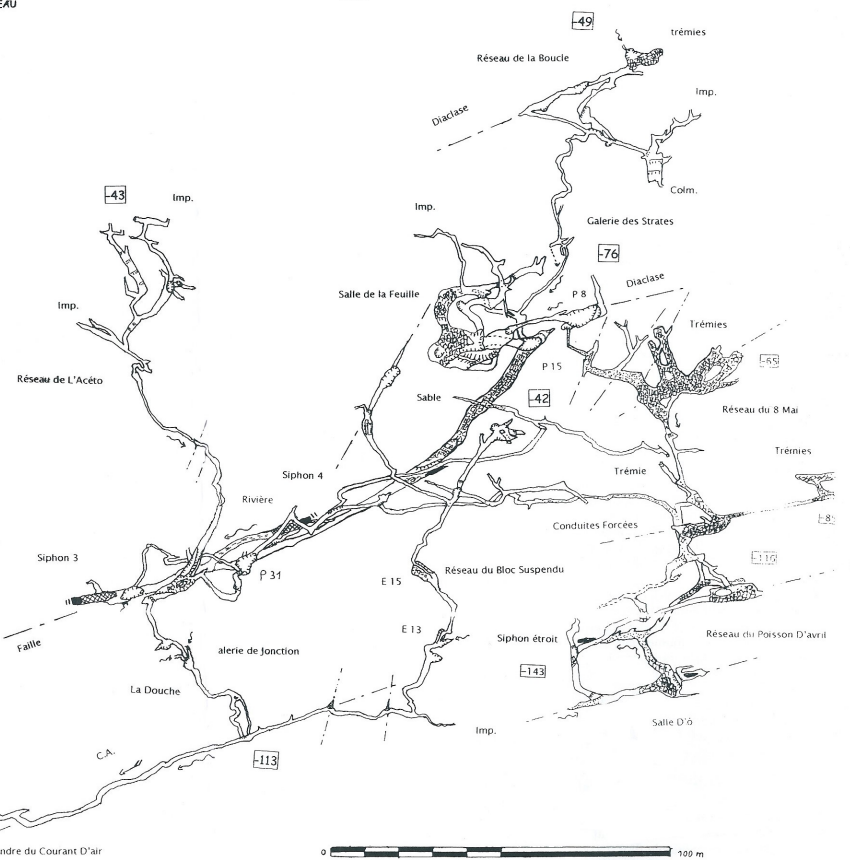 EAU
-49
trémies
Réseau de la Boucle
Imp.
Diaclase
Colm.
-43
Imp.
Imp.
Galerie des Strates
-76
Diaclase
Salle de la Feuille
P 8
Imp.
Trémies
-65
P 15
Réseau de L'Acéto
Sable
-42
Réseau du 8 Mai
Trémies
Siphon 4
Trémie
Rivière
Conduites Forcées
-8
-116
Siphon 3
P 31
E 15
Réseau du Bloc Suspendu
E 13
Siphon étroit
Réseau du Poisson D'avril
Faille
alerie de Jonction
-143
La Douche
Salle D'ô
Imp.
C.A.
-113
ndre du Courant D'air
0
100 m